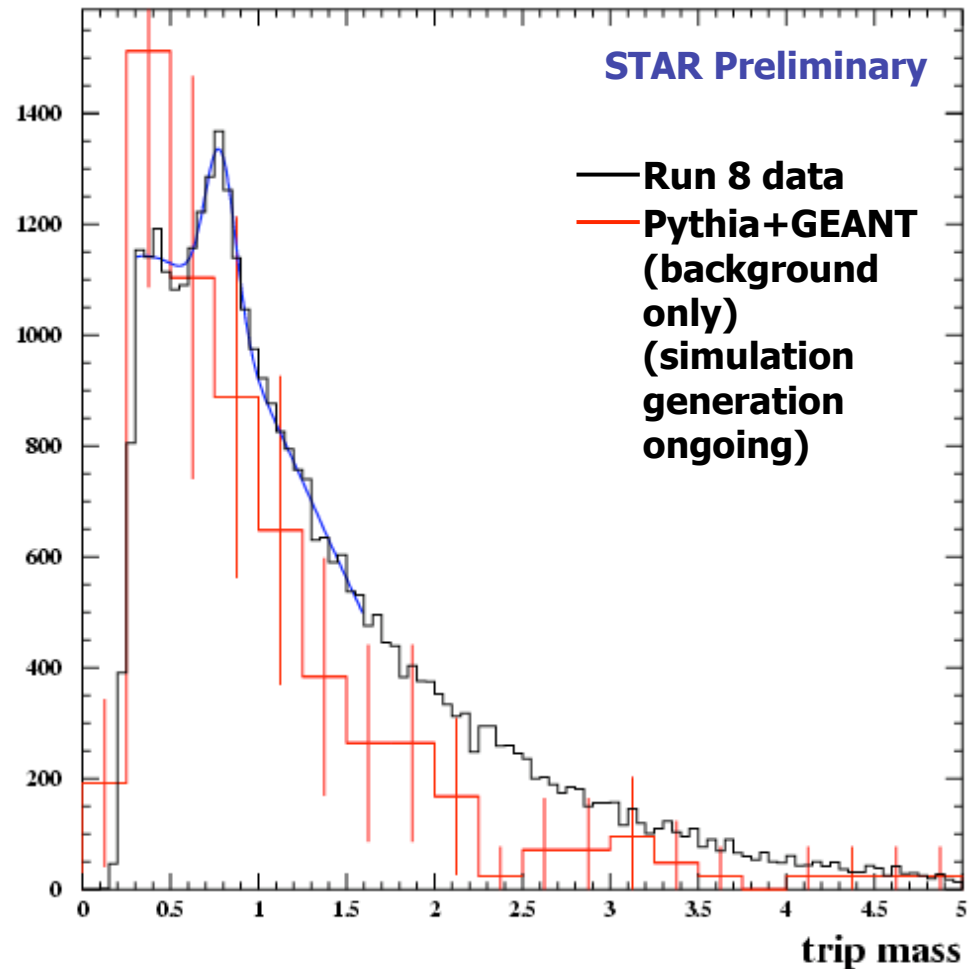 STAR Preliminary
Run 8 data
Pythia+GEANT
(background
only)
(simulation
generation
ongoing)
1400
1200
1000
800
600
400
200
0
0 0.5 1 1.5 2 2.5 3 3.5 4 4.5 5
trip mass